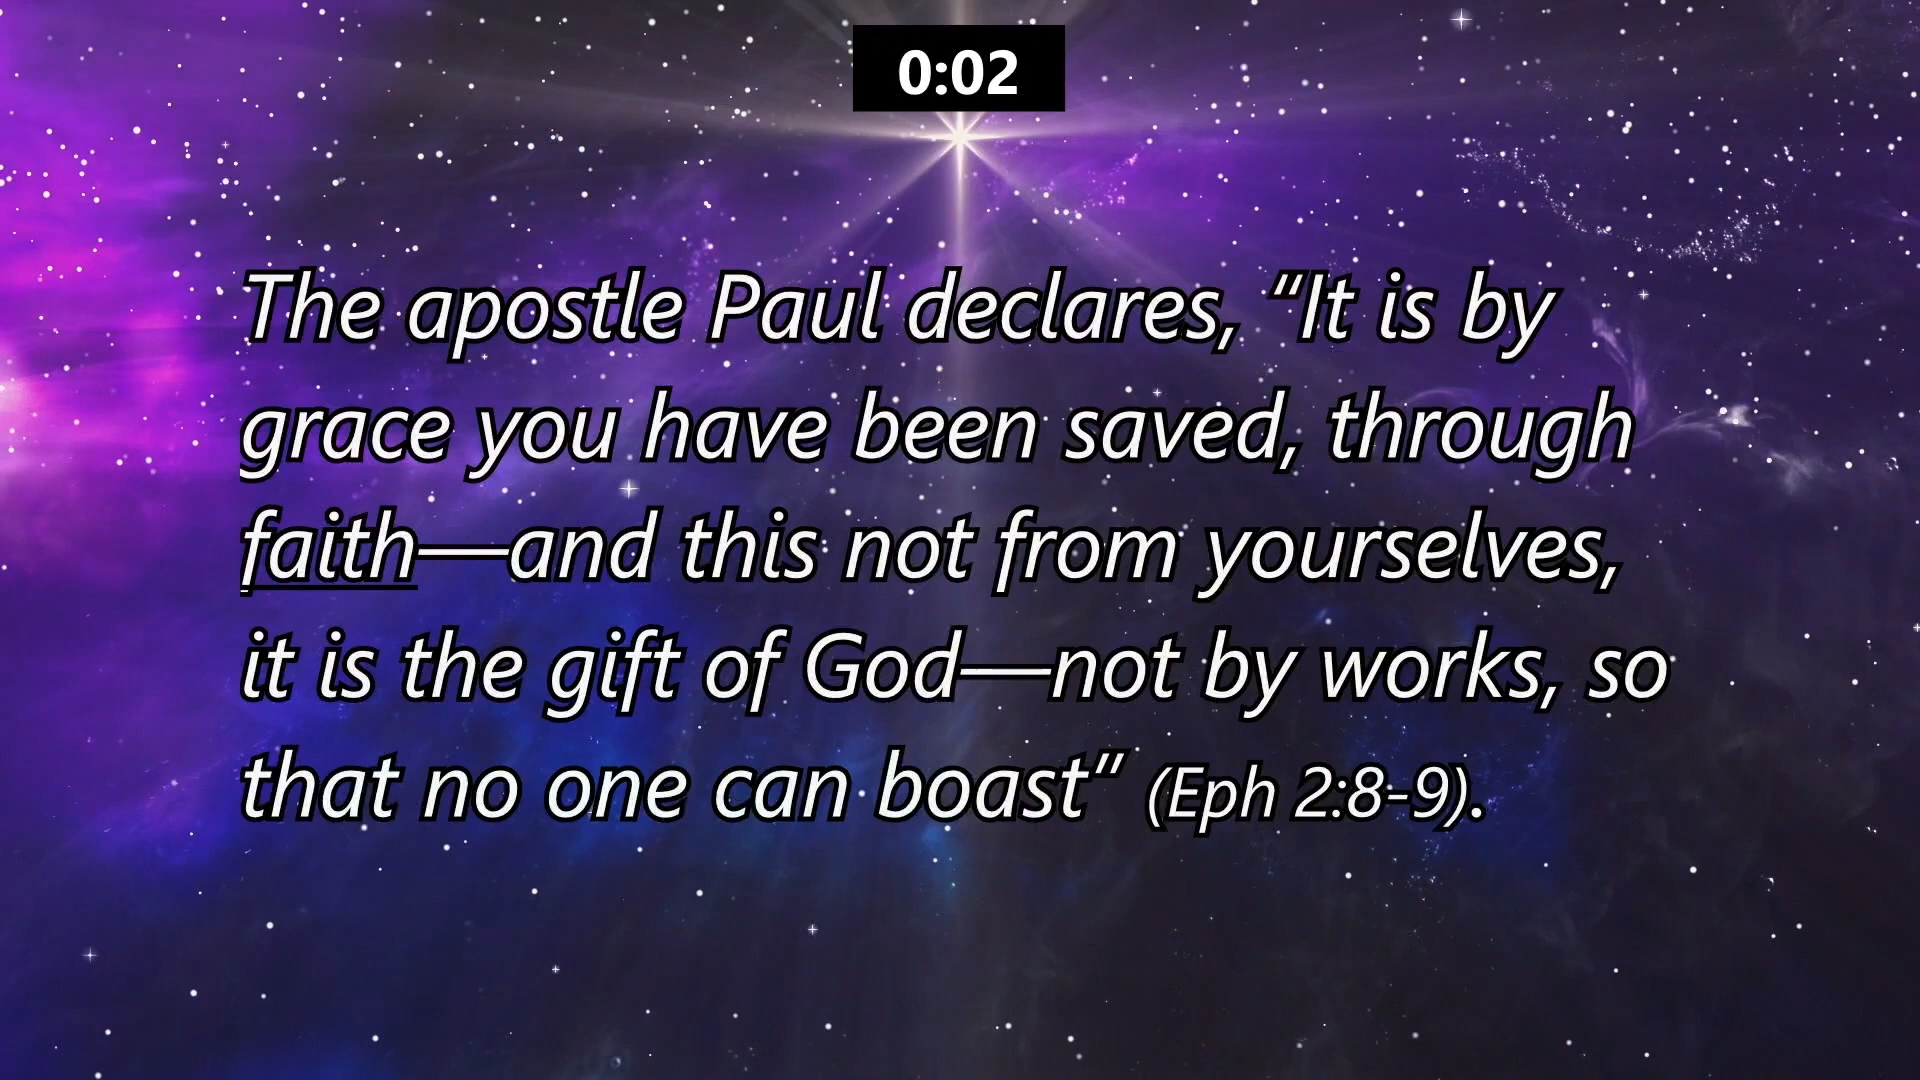 0:02
The apostle Paul declares, “It is by
grace you have been saved, through
faith—and this not from yourselves,
it is the gift of God—not by works, so
that no one can boast” (Eph 2:8-9).